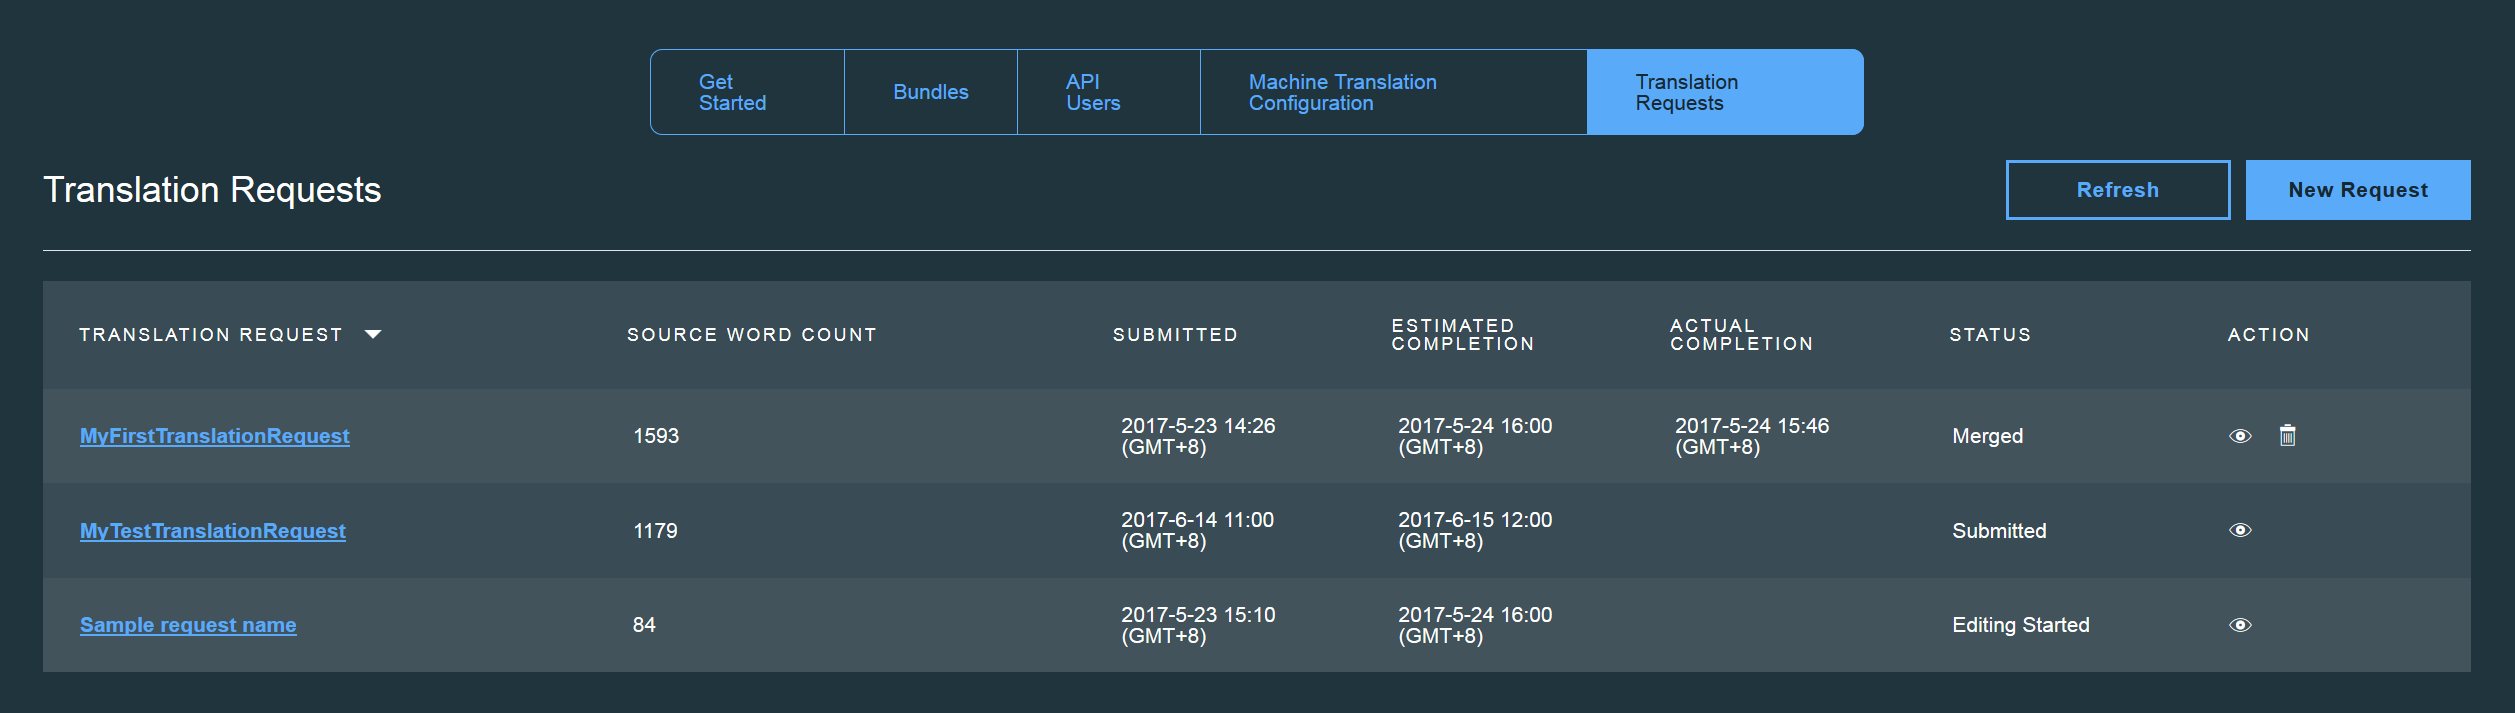 Get
Started
Bundles
API
Users
Machine Translation
Configuration
Translation
Requests
Translation Requests
Refresh
New Request
TRANSLATION REQUEST
SOURCE WORD COUNT
SUBMITTED
ESTIMATED
COMPLETION
ACTUAL
COMPLETION
STATUS
ACTION
MyFirstTranslationRequest
1593
2017-5-23 14:26
(GMT+8)
2017-5-24 16:00
(GMT+8)
2017-5-24 15:46
(GMT+8)
Merged
MyTestTranslationRequest
1179
2017-6-14 11:00
(GMT+8)
2017-6-15 12:00
(GMT+8)
Submitted
Sample request name
84
2017-5-23 15:10
(GMT+8)
2017-5-24 16:00
(GMT+8)
Editing Started